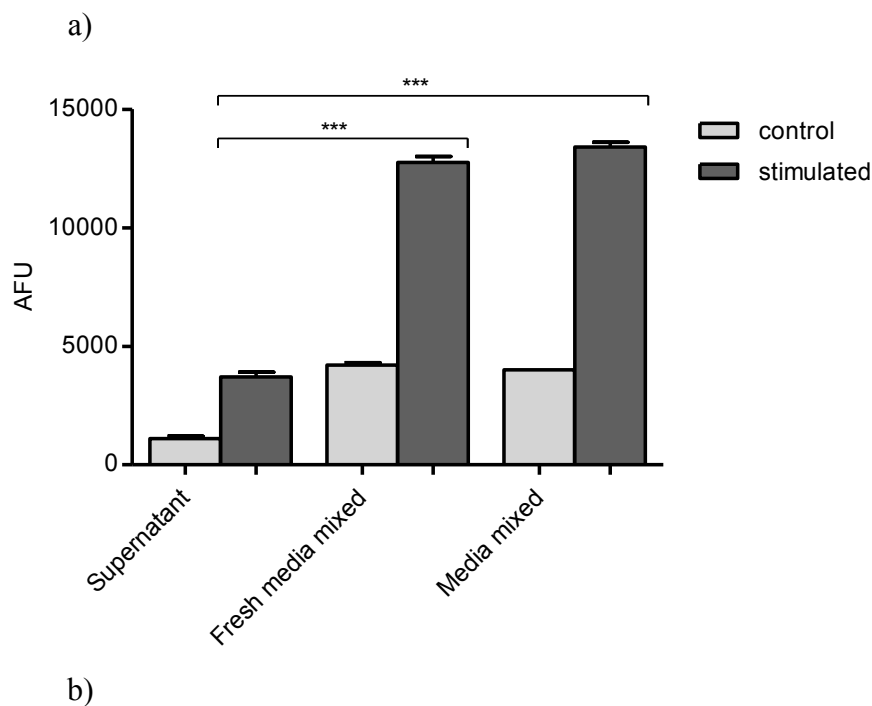 a)
***
***
15000
10000
5000
0
AFU
control
stimulated
Supernatant
Fresh media mixed
Media mixed
b)